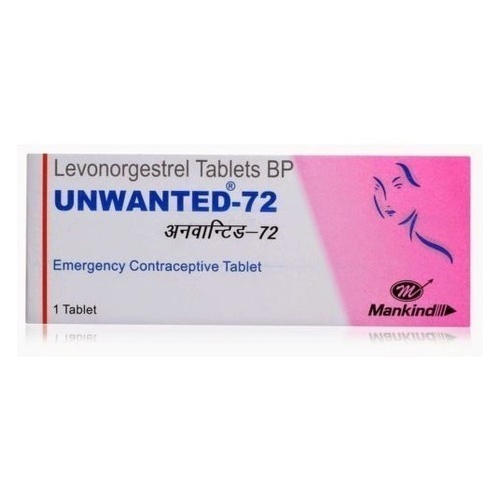 Levonorgestrel Tablets BP
UNWANTED®-72
अनवान्टिड-72
Emergency Contraceptive Tablet
1 Tablet
m
Mankind